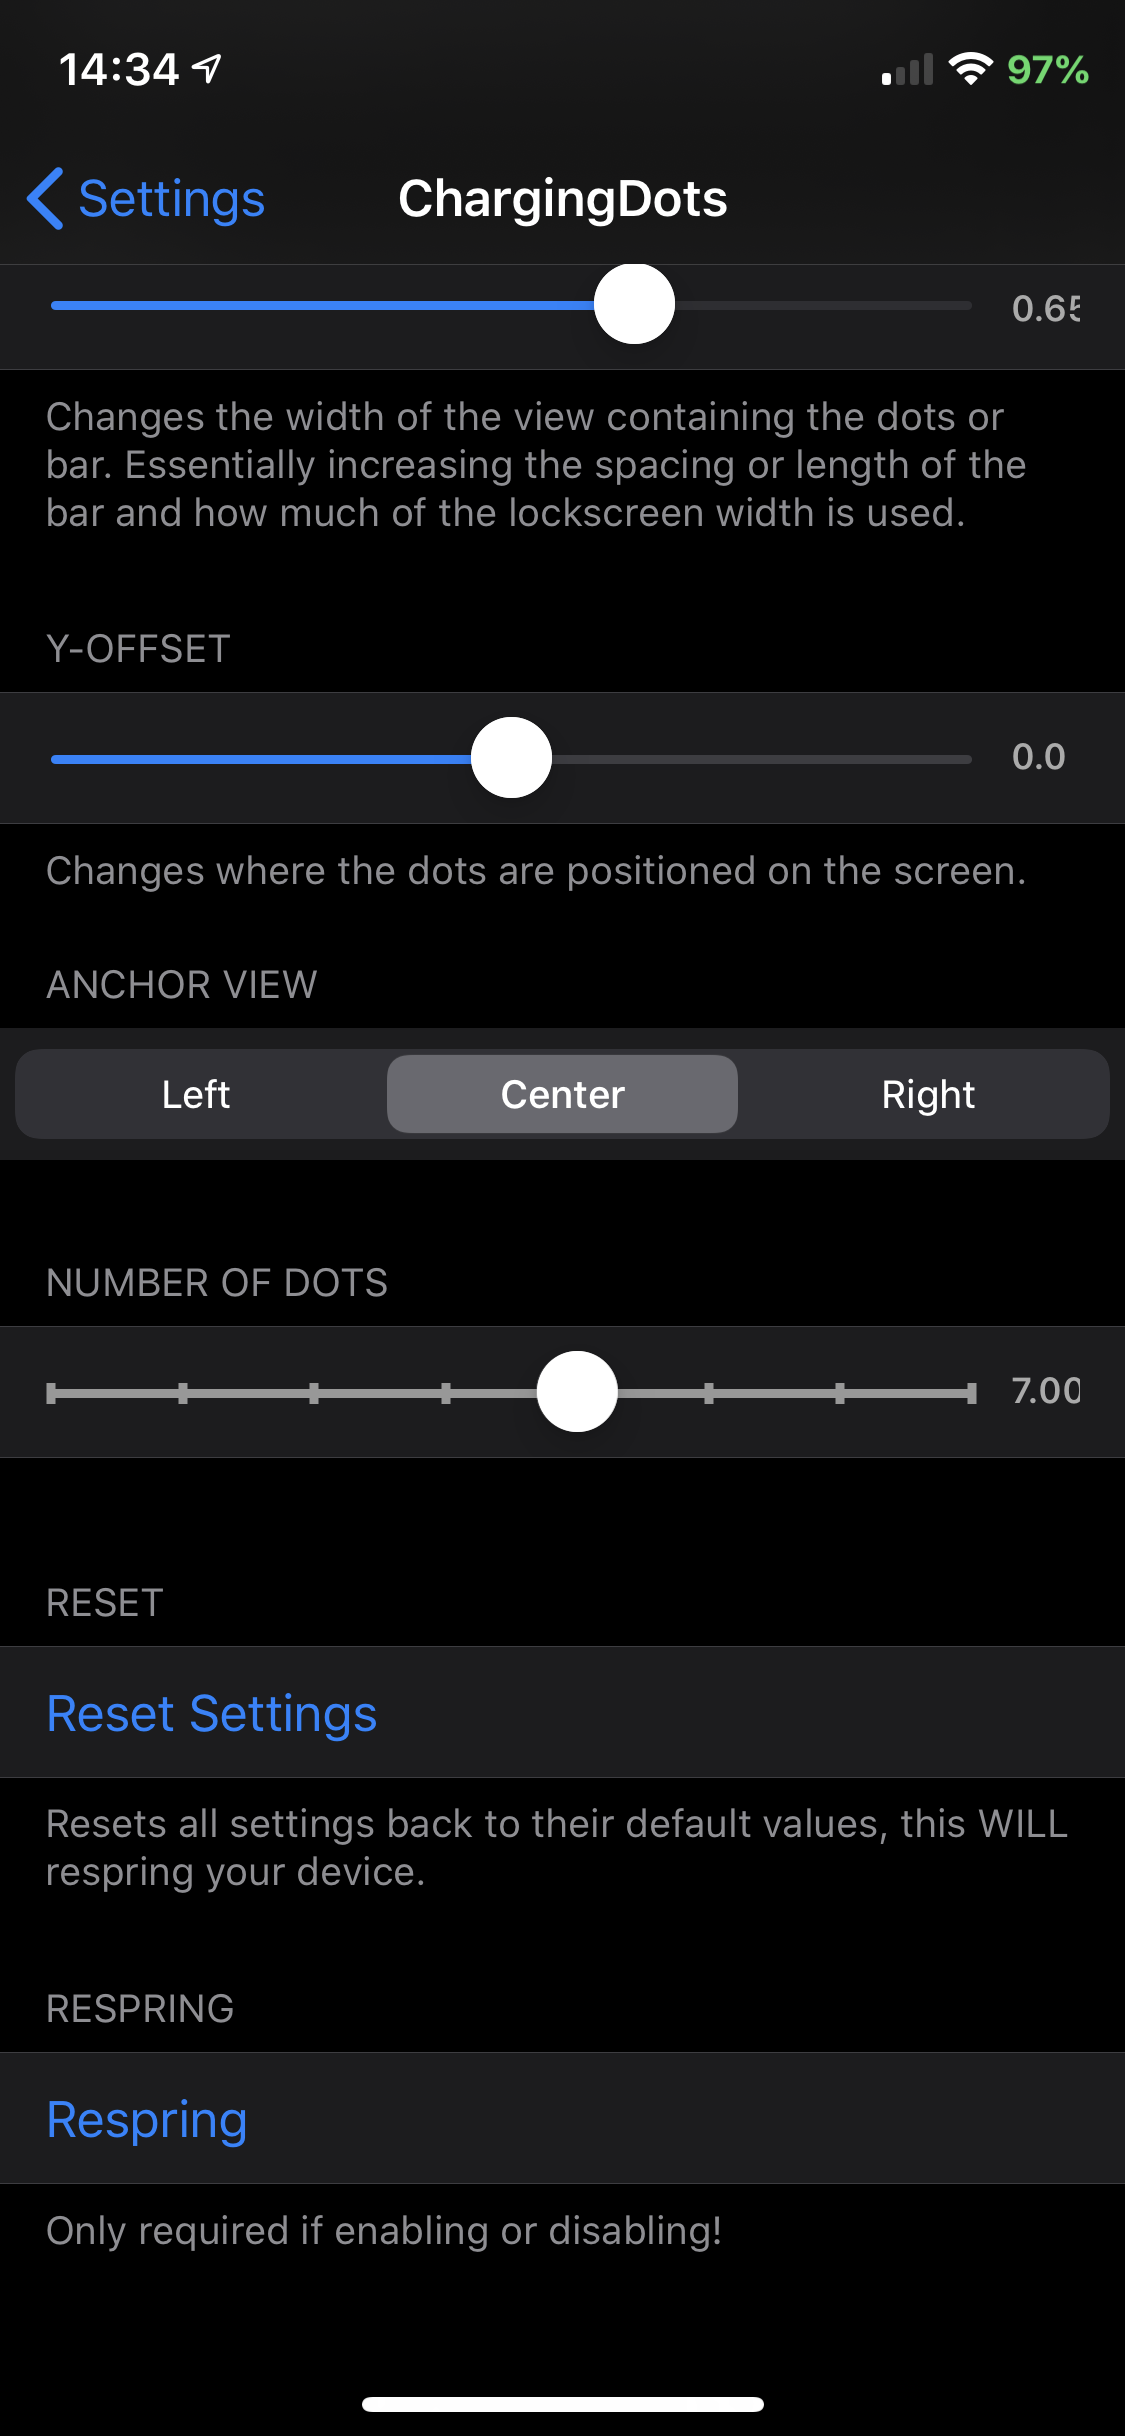 14:34
97%
Settings
ChargingDots
0.65
Changes the width of the view containing the dots or
bar. Essentially increasing the spacing or length of the
bar and how much of the lockscreen width is used.
Y-OFFSET
0.0
Changes where the dots are positioned on the screen.
ANCHOR VIEW
Left
Center
Right
NUMBER OF DOTS
7.00
RESET
Reset Settings
Resets all settings back to their default values, this WILL
respring your device.
RESPRING
Respring
Only required if enabling or disabling!